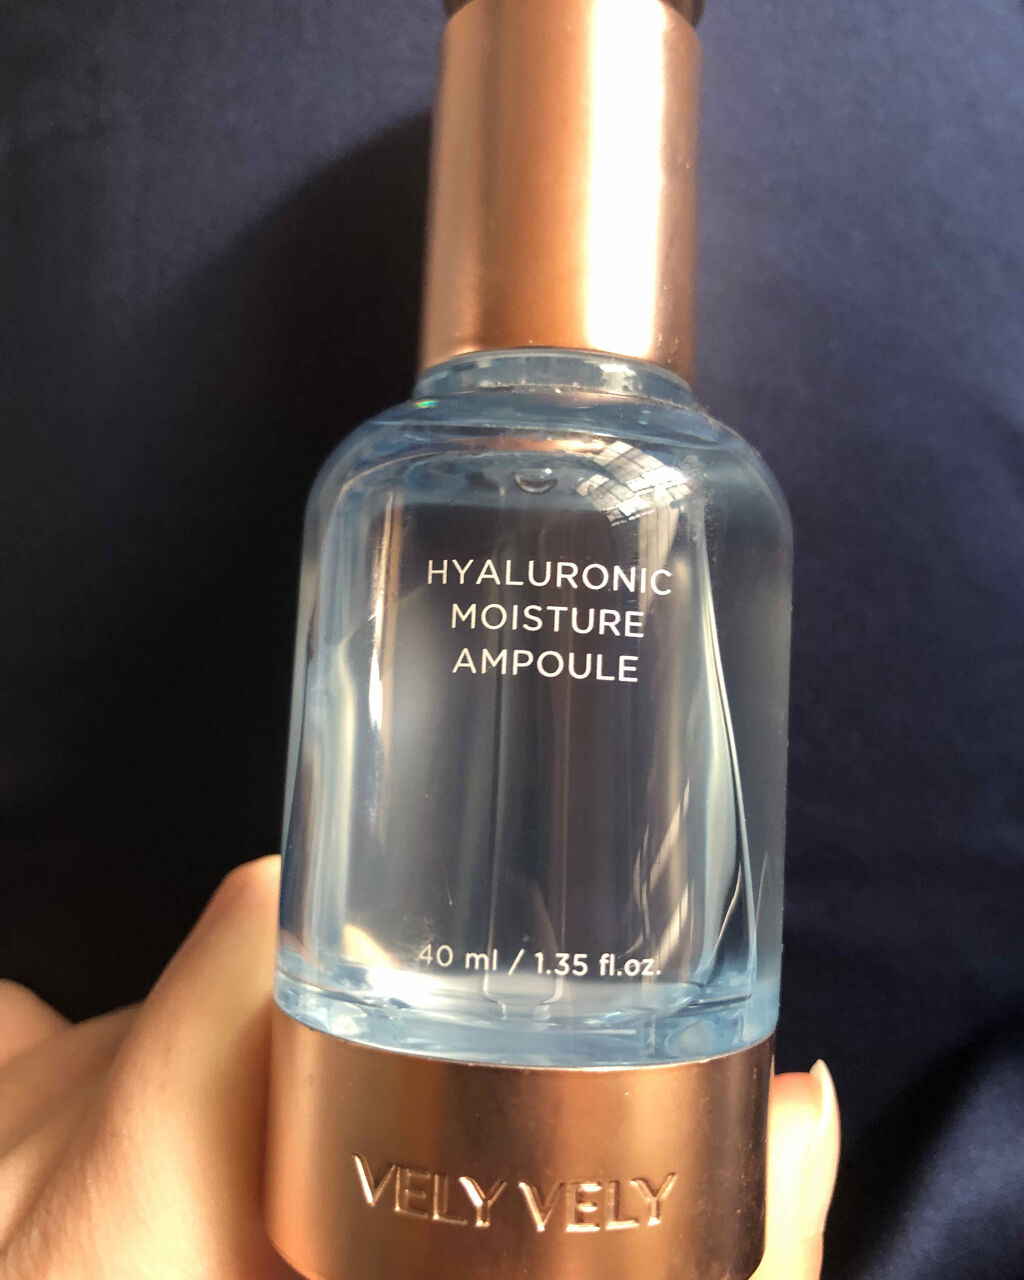 HYALURONIC
MOISTURE
AMPOULE
40 ml / 1.35 fl.oz.
VELY VELY